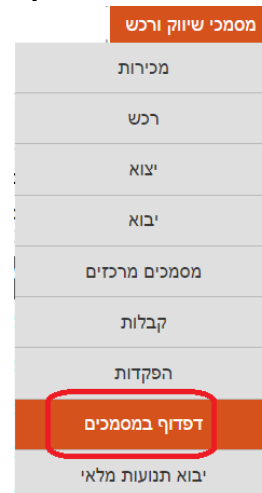 מסמכי שיווק ורכש
מכירות
רכש
יצוא
יבוא
מסמכים מרכזים
קבלות
הפקדות
דפדוף במסמכים
יבוא תנועות מלאי